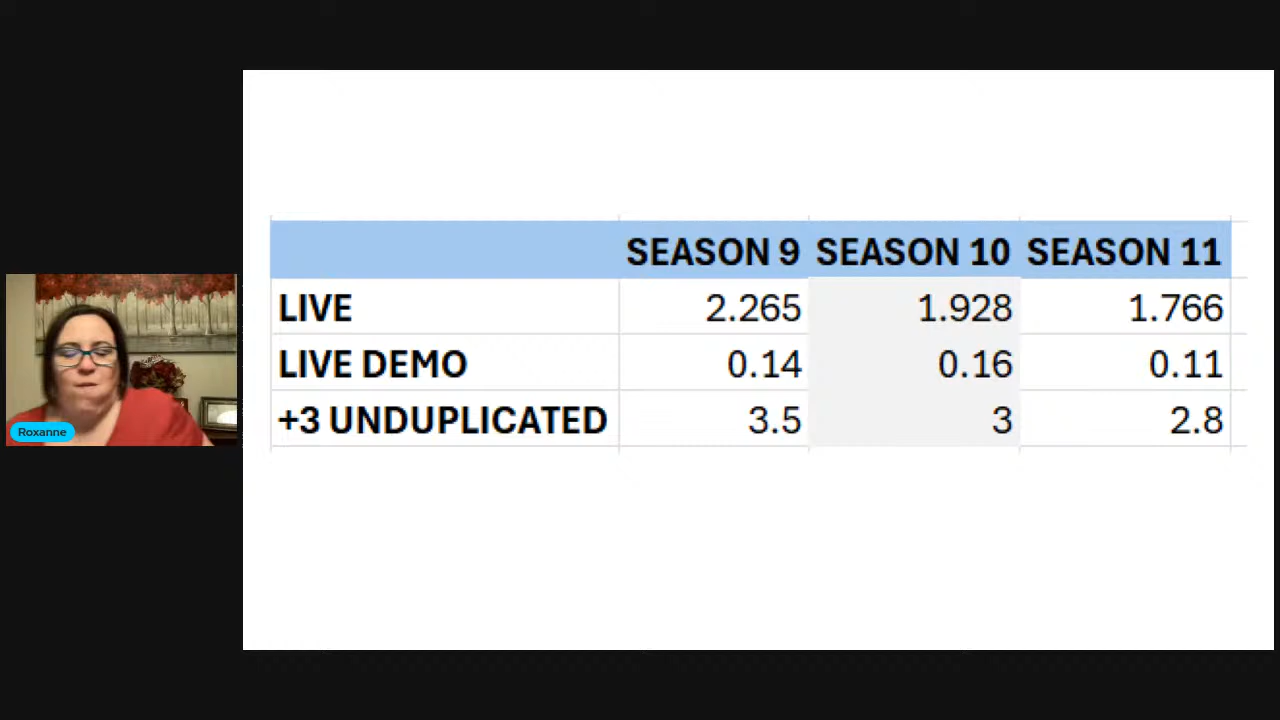 SEASON 9 SEASON 10 SEASON 11
LIVE 2.265 1.928 1.766
LIVE DEMO 0.14 0.16 0.11
+3 UNDUPLICATED 3.5 3 2.8
Roxanne